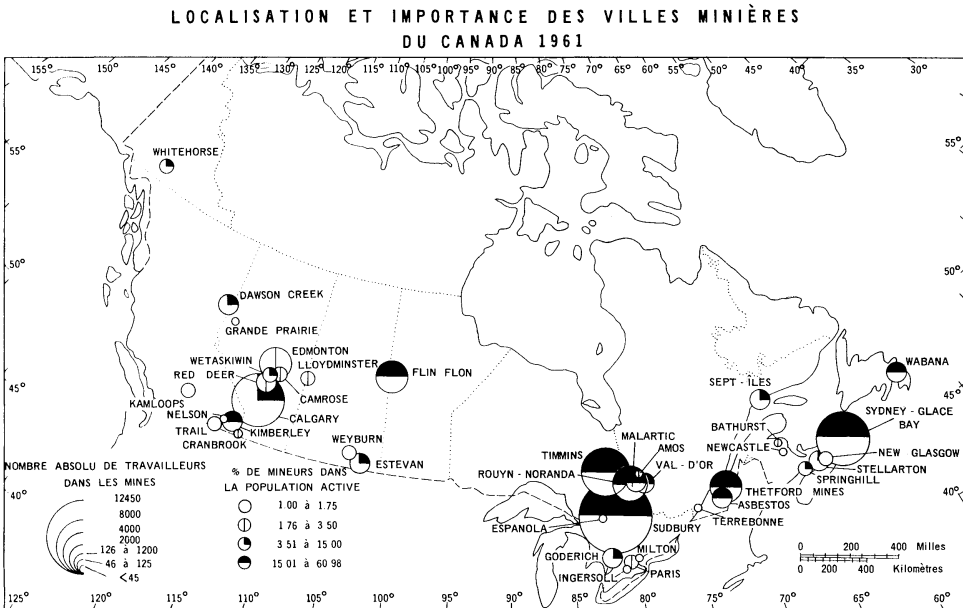 LOCALISATION ET IMPORTANCE DES VILLES MINIÈRES
DU CANADA 1961
155° 150° 145° 140° 135° 130° 125° 120° 115° 110° 105° 100° 95° 90° 85° 80° 75° 70° 65° 60° 55° 50° 45° 40° 35° 30°
55°
55°
WHITEHORSE
50°
50°
DAWSON CREEK
GRANDE PRAIRIE
EDMONTON
WETASKIWIN
LLOYDMINSTER
RED DEER
FLIN FLON
WABANA
45°
45°
SEPT-ILES
CAMROSE
KAMLOOPS
NELSON
CALGARY
SYDNEY-GLACE
BAY
TRAIL
KIMBERLEY
BATHURST
CRANBROOK
WEYBURN
MALARTIC
NEWCASTLE
AMOS
NEW GLASGOW
TIMMINS
VAL-D'OR
STELLARTON
ESTEVAN
ROUYN-NORANDA
SPRINGHILL
THETFORD MINES
40°
40°
ASBESTOS
TERREBONNE
ESPANOLA
SUDBURY
GODERICH
MILTON
INGERSOLL
PARIS
NOMBRE ABSOLU DE TRAVAILLEURS
DANS LES MINES
12450
8000
4000
2000
126 à 1200
46 à 125
<45
% DE MINEURS DANS
LA POPULATION ACTIVE
1.00 à 1.75
1.76 à 3.50
3.51 à 15.00
15.01 à 60.98
0 200 400 Milles
0 200 400 600 Kilomètres
125° 120° 115° 110° 105° 100° 95° 90° 85° 80° 75° 70° 65° 60°